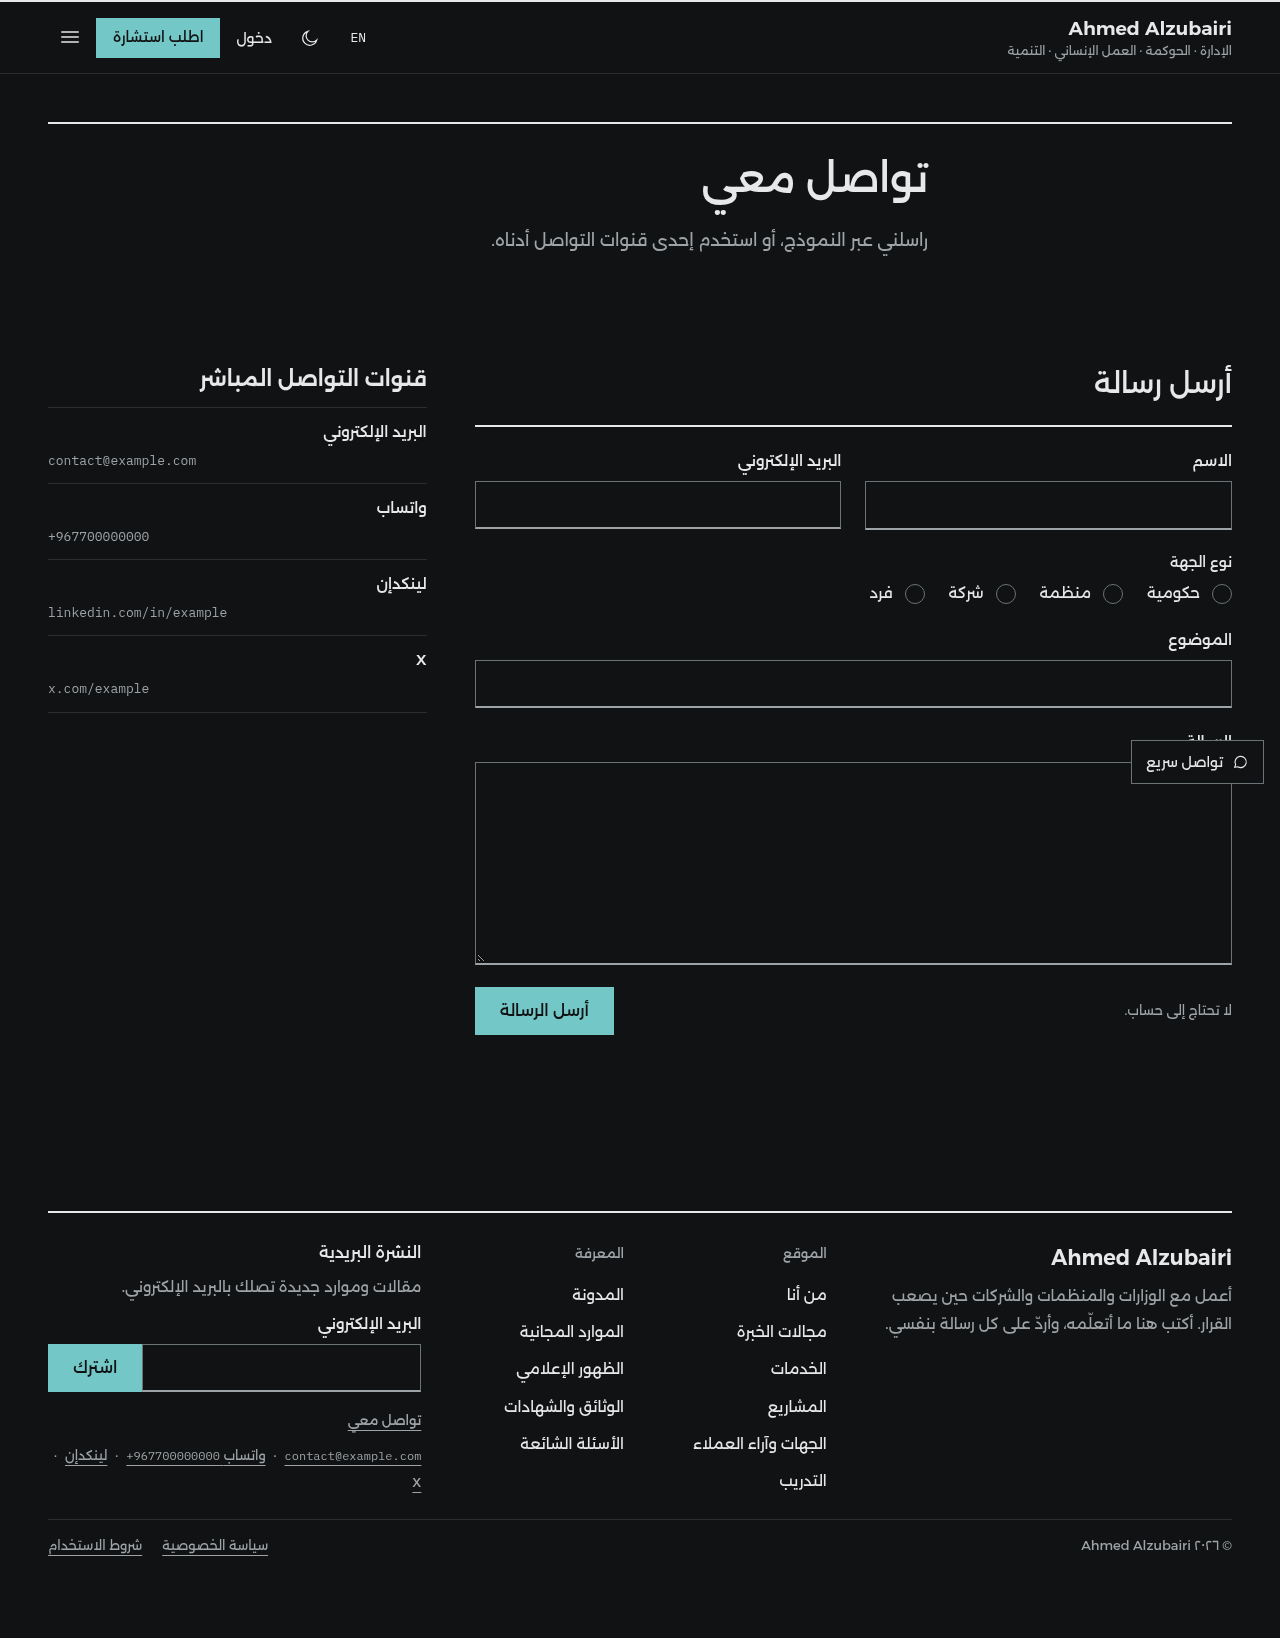 Ahmed Alzubairi
الإدارة · الحوكمة · العمل الإنساني · التنمية
EN
دخول
اطلب استشارة
تواصل معي
راسلني عبر النموذج، أو استخدم إحدى قنوات التواصل أدناه.
أرسل رسالة
الاسم
البريد الإلكتروني
نوع الجهة
حكومية
منظمة
شركة
فرد
الموضوع
تواصل سريع
لا تحتاج إلى حساب.
أرسل الرسالة
قنوات التواصل المباشر
البريد الإلكتروني
contact@example.com
واتساب
+967700000000
لينكدإن
linkedin.com/in/example
X
x.com/example
Ahmed Alzubairi
أعمل مع الوزارات والمنظمات والشركات حين يصعب
القرار. أكتب هنا ما أتعلّمه، وأردّ على كل رسالة بنفسي.
الموقع
من أنا
مجالات الخبرة
الخدمات
المشاريع
الجهات وآراء العملاء
التدريب
المعرفة
المدونة
الموارد المجانية
الظهور الإعلامي
الوثائق والشهادات
الأسئلة الشائعة
النشرة البريدية
مقالات وموارد جديدة تصلك بالبريد الإلكتروني.
البريد الإلكتروني
اشترك
تواصل معي
contact@example.com · واتساب +967700000000 · لينكدإن ·
X
© ٢٠٢٦ Ahmed Alzubairi
سياسة الخصوصية
شروط الاستخدام